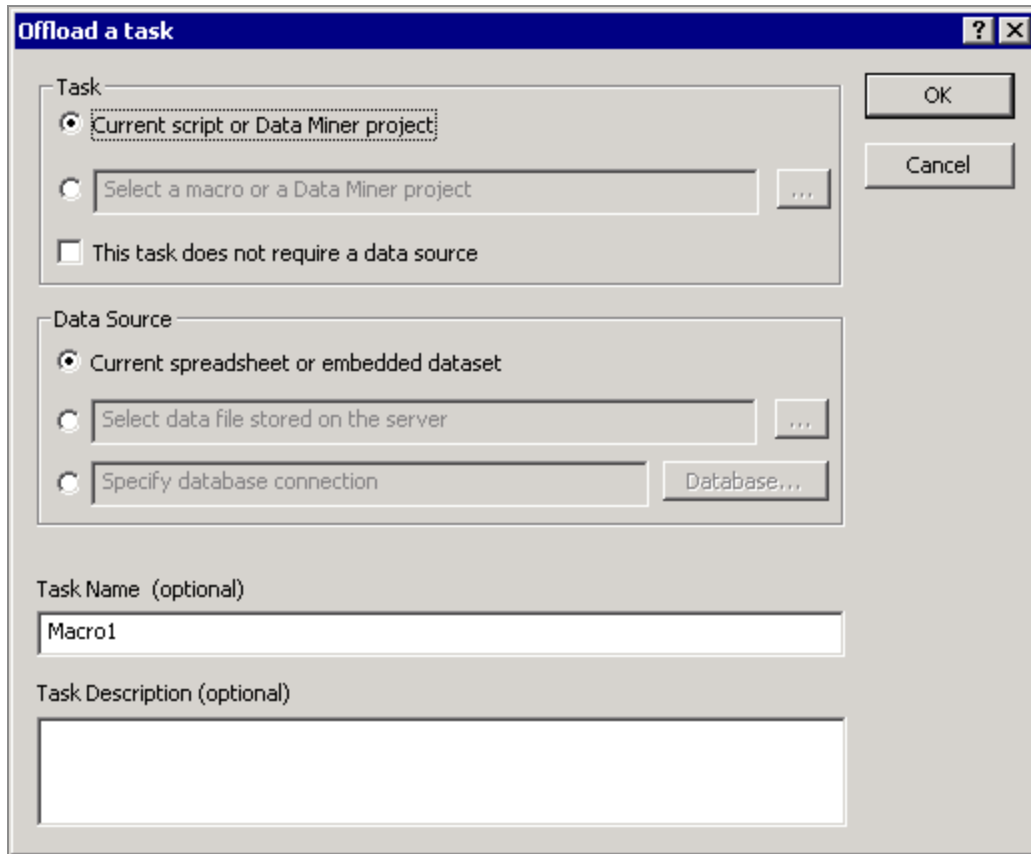 Offload a task
Task
OK
Current script or Data Miner project
Cancel
Select a macro or a Data Miner project
...
This task does not require a data source
Data Source
Current spreadsheet or embedded dataset
Select data file stored on the server
...
Specify database connection
Database...
Task Name (optional)
Macro1
Task Description (optional)